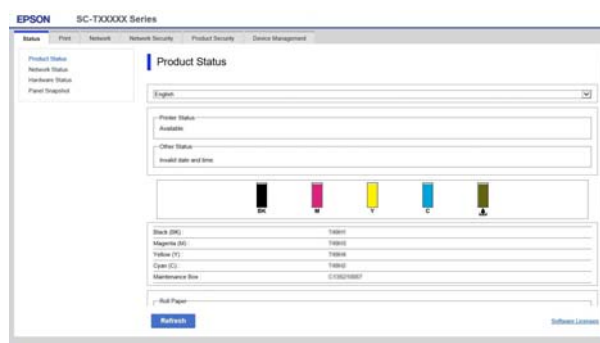 EPSON SC-TXXXXX Series
Status Print Network Network Security Product Security Device Management
Product Status
Network Status
Hardware Status
Panel Snapshot
Product Status
English
Printer Status
Available
Other Status
Invalid date and time
BK M Y C
Black (BK) :
Magenta (M) :
Yellow (Y) :
Cyan (C) :
Maintenance Box :
Roll Paper
Refresh
Software Licenses